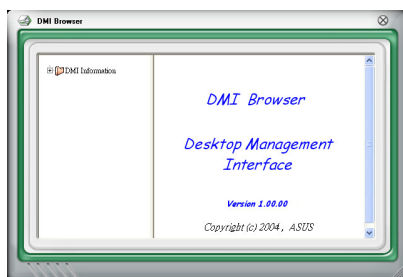 DMI Browser
DMI Information
DMI Browser
Desktop Management
Interface
Version 1.00.00
Copyright (c) 2004, ASUS